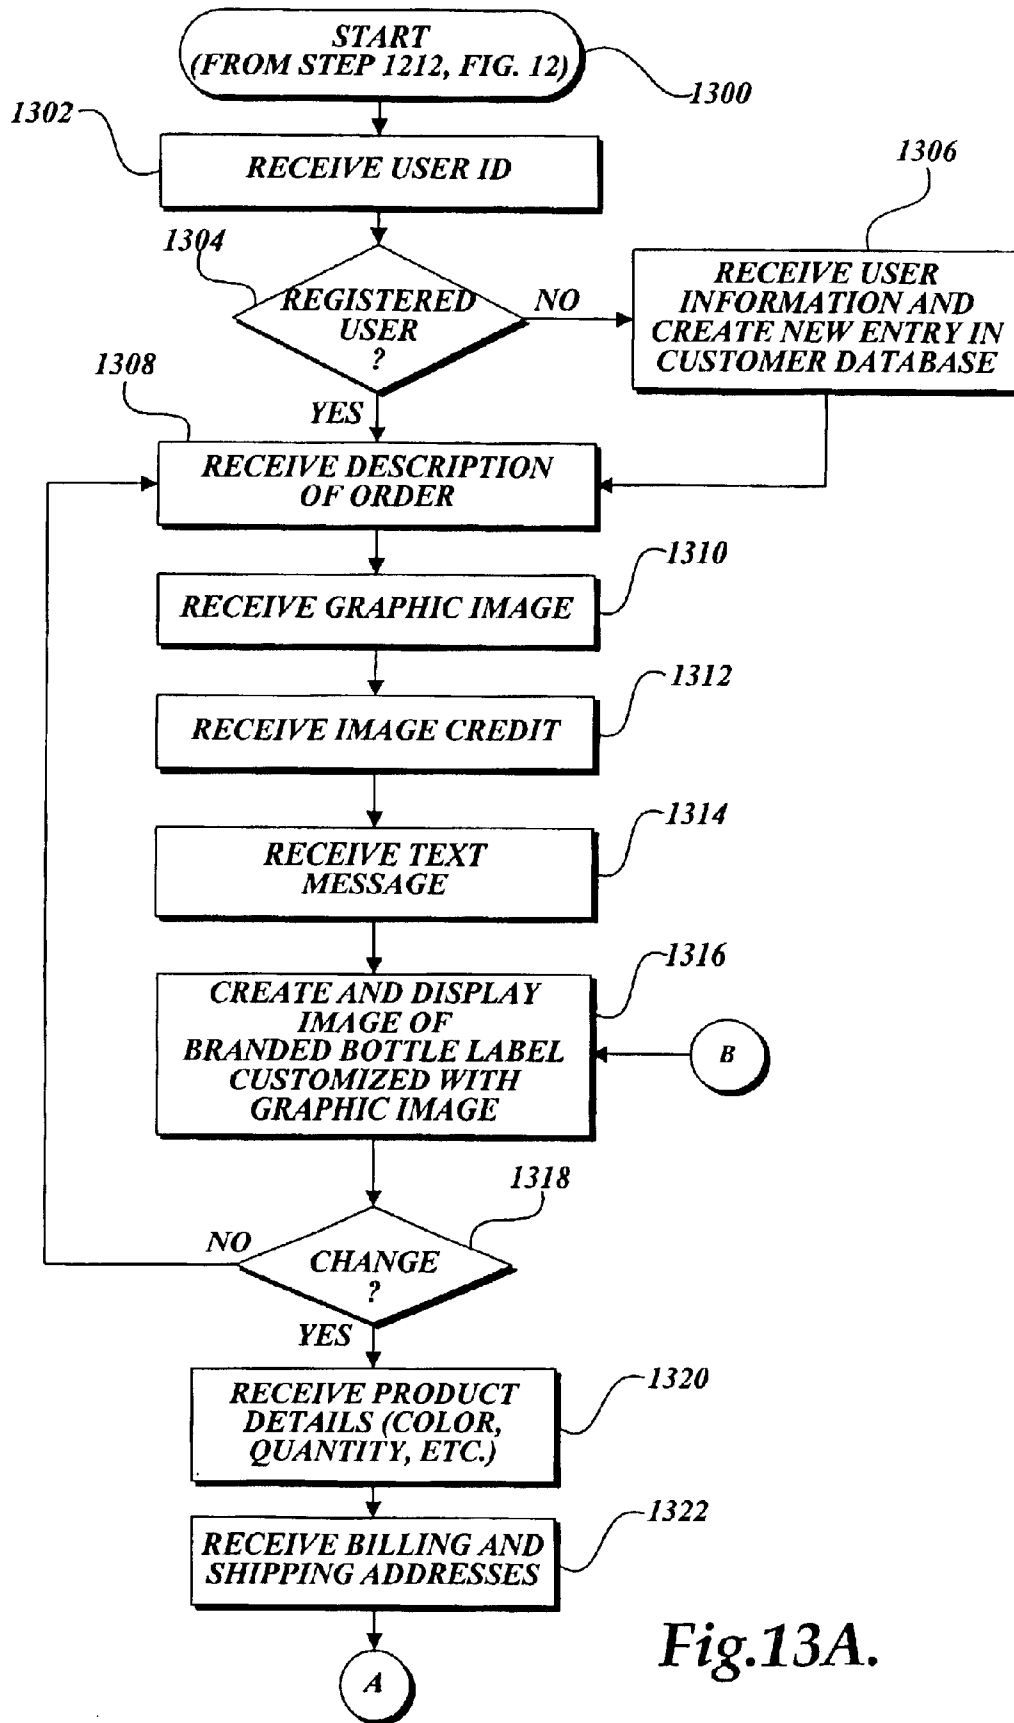 START
(FROM STEP 1212, FIG. 12)
1300
1302
RECEIVE USER ID
1304
REGISTERED
USER
?
NO
YES
1306
RECEIVE USER
INFORMATION AND
CREATE NEW ENTRY IN
CUSTOMER DATABASE
1308
RECEIVE DESCRIPTION
OF ORDER
1310
RECEIVE GRAPHIC IMAGE
1312
RECEIVE IMAGE CREDIT
1314
RECEIVE TEXT
MESSAGE
1316
CREATE AND DISPLAY
IMAGE OF
BRANDED BOTTLE LABEL
CUSTOMIZED WITH
GRAPHIC IMAGE
B
1318
NO
CHANGE
?
YES
1320
RECEIVE PRODUCT
DETAILS (COLOR,
QUANTITY, ETC.)
1322
RECEIVE BILLING AND
SHIPPING ADDRESSES
A
Fig.13A.